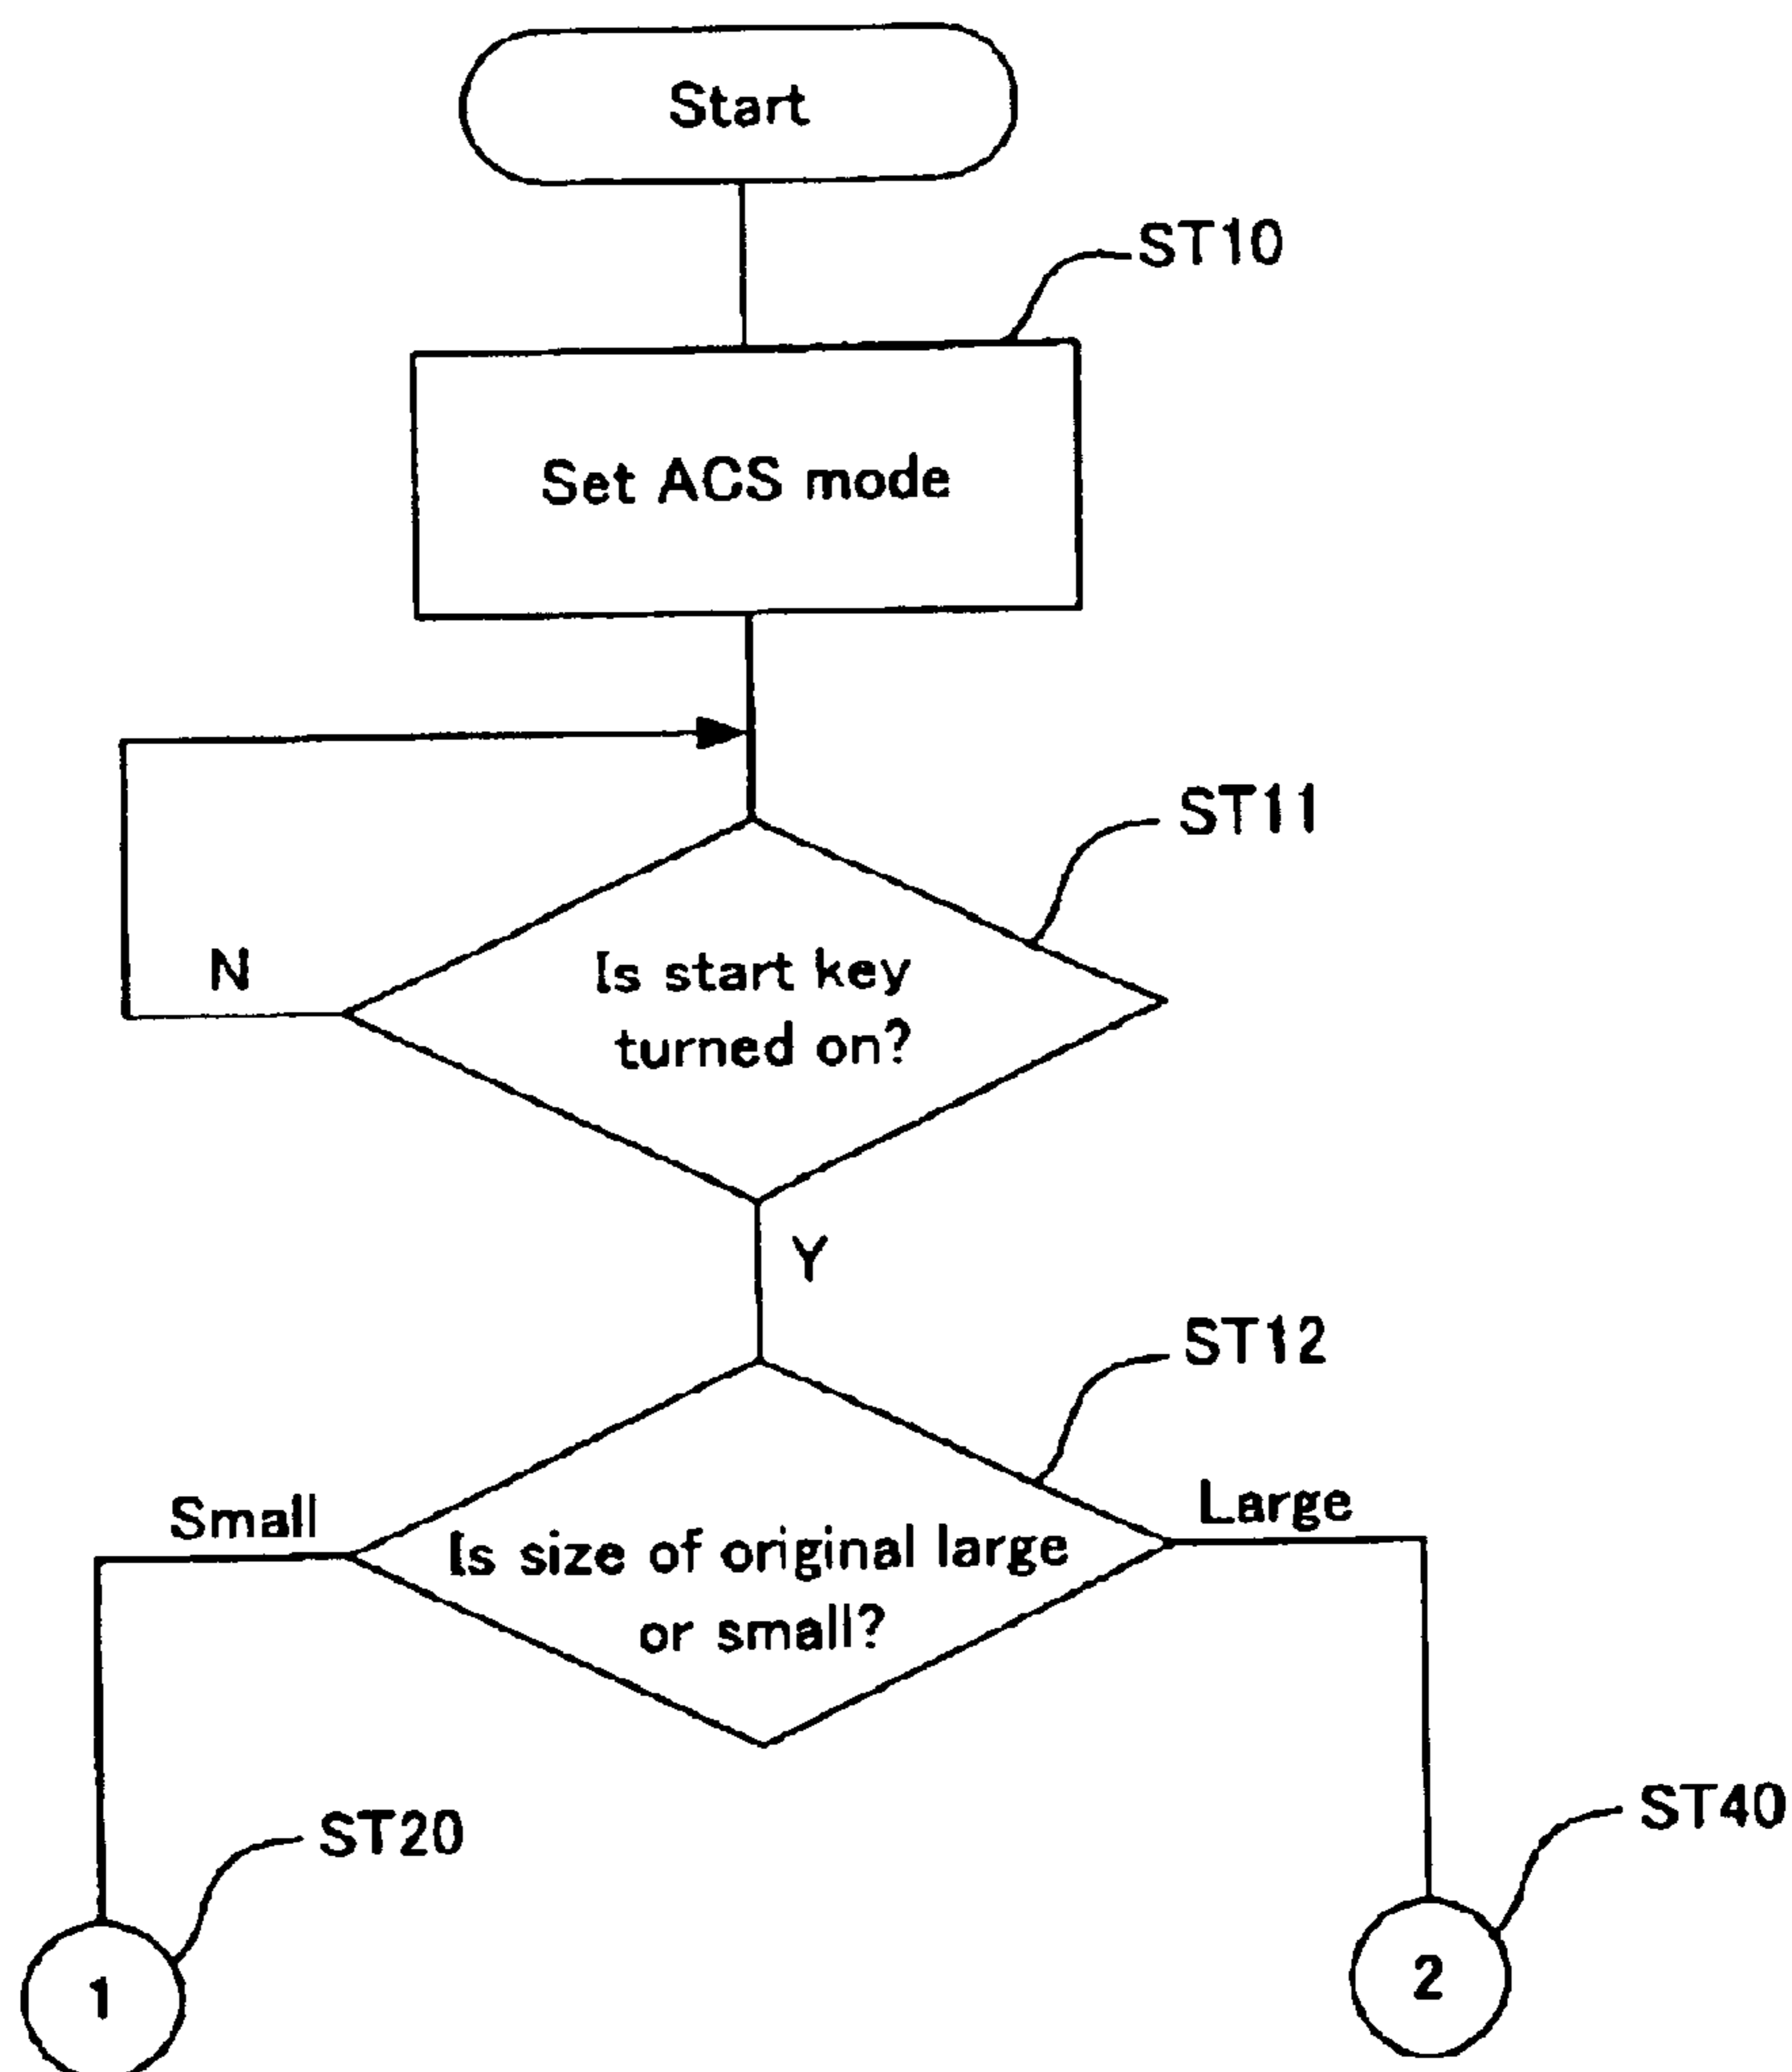 Start
ST10
Set ACS mode
ST11
N
Is start key
turned on?
Y
ST12
Small
Large
Is size of original large
or small?
ST20
ST40
1
2